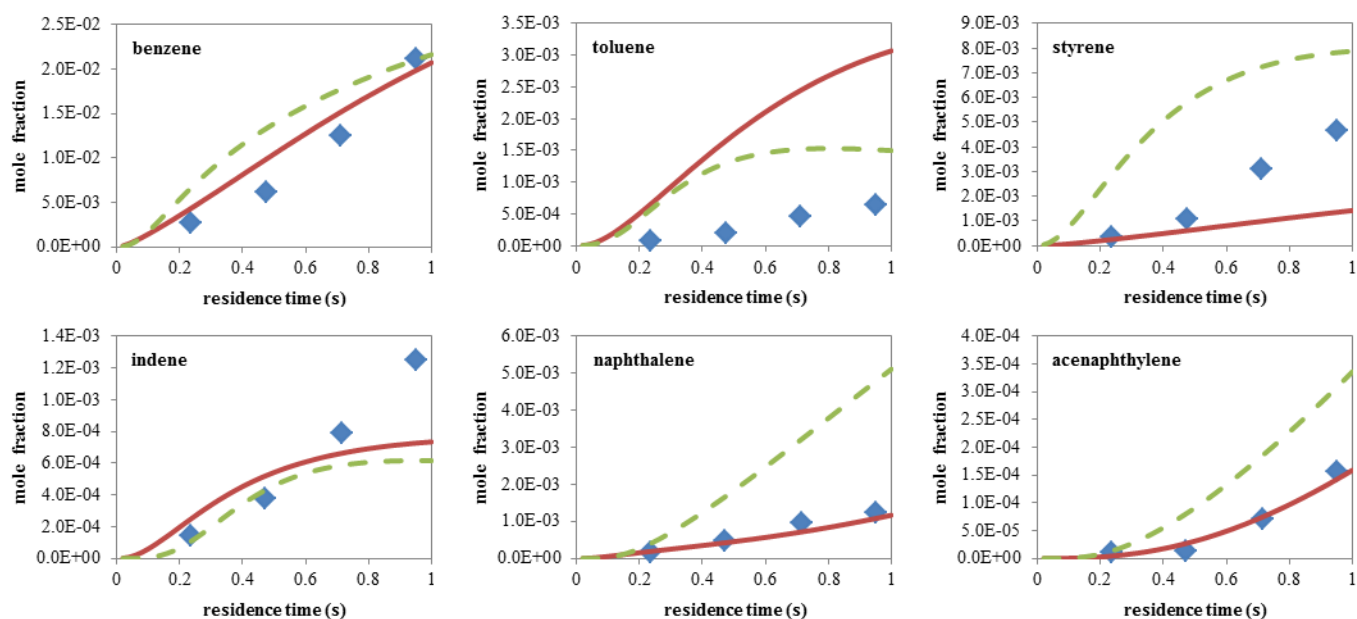 benzene
mole fraction
2.5E-02
2.0E-02
1.5E-02
1.0E-02
5.0E-03
0.0E+00
0 0.2 0.4 0.6 0.8 1
residence time (s)
toluene
mole fraction
3.5E-03
3.0E-03
2.5E-03
2.0E-03
1.5E-03
1.0E-03
5.0E-04
0.0E+00
0 0.2 0.4 0.6 0.8 1
residence time (s)
styrene
mole fraction
9.0E-03
8.0E-03
7.0E-03
6.0E-03
5.0E-03
4.0E-03
3.0E-03
2.0E-03
1.0E-03
0.0E+00
0 0.2 0.4 0.6 0.8 1
residence time (s)
indene
mole fraction
1.4E-03
1.2E-03
1.0E-03
8.0E-04
6.0E-04
4.0E-04
2.0E-04
0.0E+00
0 0.2 0.4 0.6 0.8 1
residence time (s)
naphthalene
mole fraction
6.0E-03
5.0E-03
4.0E-03
3.0E-03
2.0E-03
1.0E-03
0.0E+00
0 0.2 0.4 0.6 0.8 1
residence time (s)
acenaphthylene
mole fraction
4.0E-04
3.5E-04
3.0E-04
2.5E-04
2.0E-04
1.5E-04
1.0E-04
5.0E-05
0.0E+00
0 0.2 0.4 0.6 0.8 1
residence time (s)